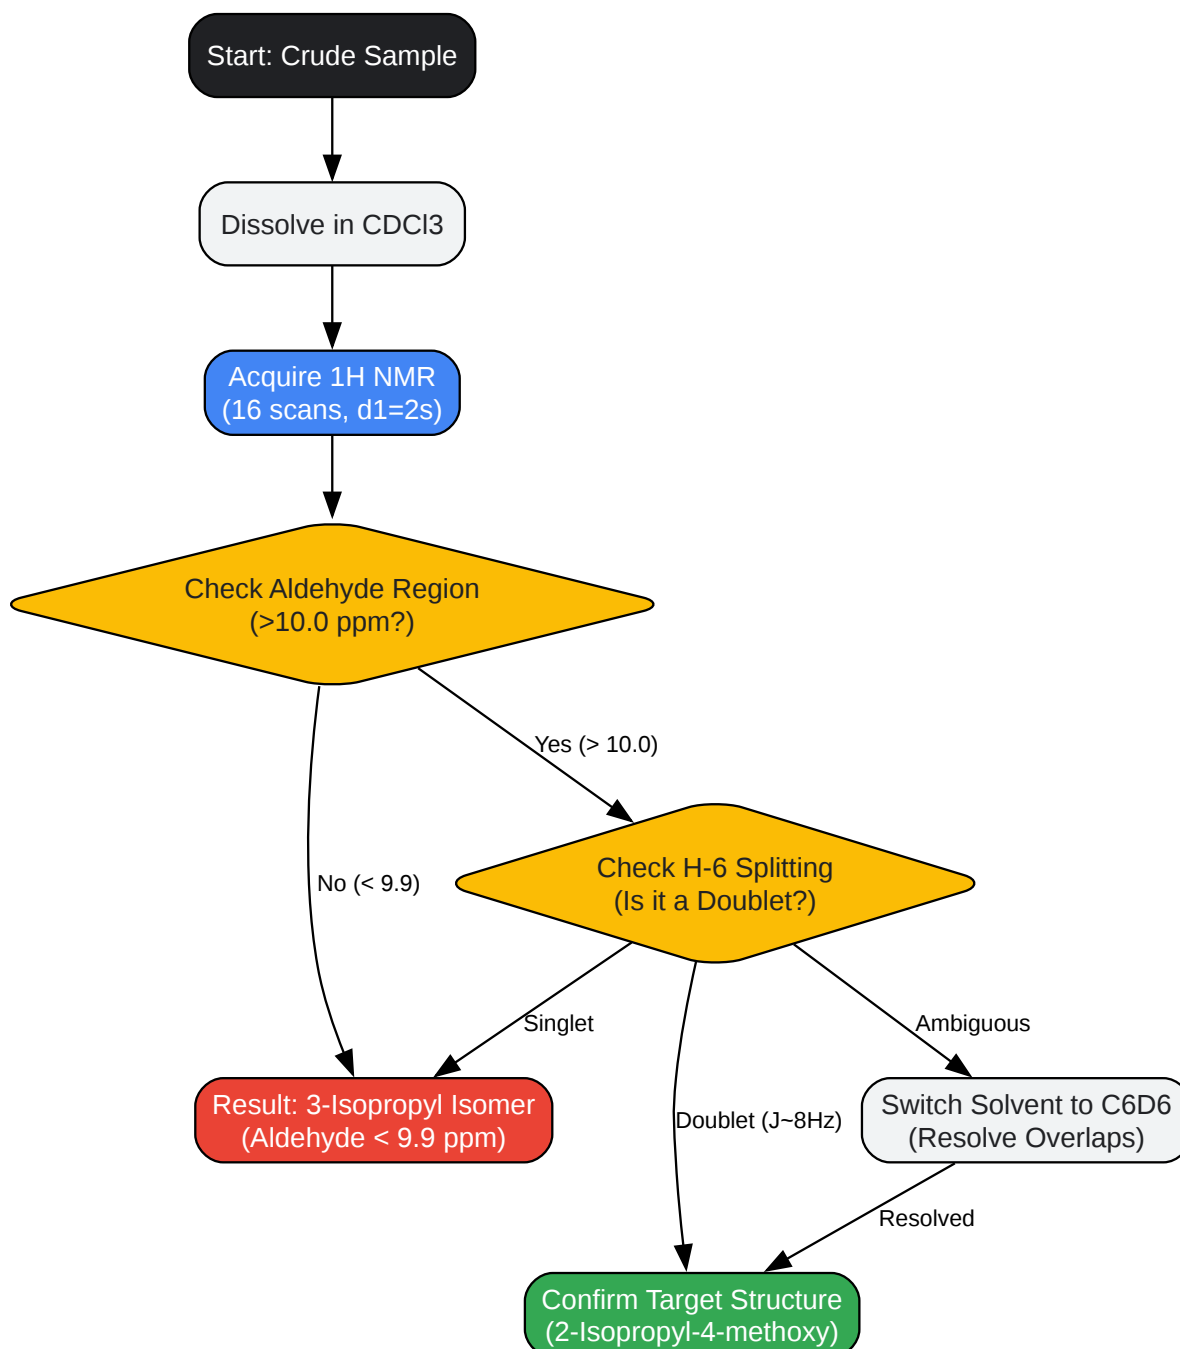 Start: Crude Sample
Dissolve in CDCl3
Acquire 1H NMR
(16 scans, d1=2s)
Check Aldehyde Region
(>10.0 ppm?)
Yes (> 10.0)
No (< 9.9)
Check H-6 Splitting
(Is it a Doublet?)
Singlet
Ambiguous
Result: 3-Isopropyl Isomer
(Aldehyde < 9.9 ppm)
Doublet (J~8Hz)
Switch Solvent to C6D6
(Resolve Overlaps)
Resolved
Confirm Target Structure
(2-Isopropyl-4-methoxy)